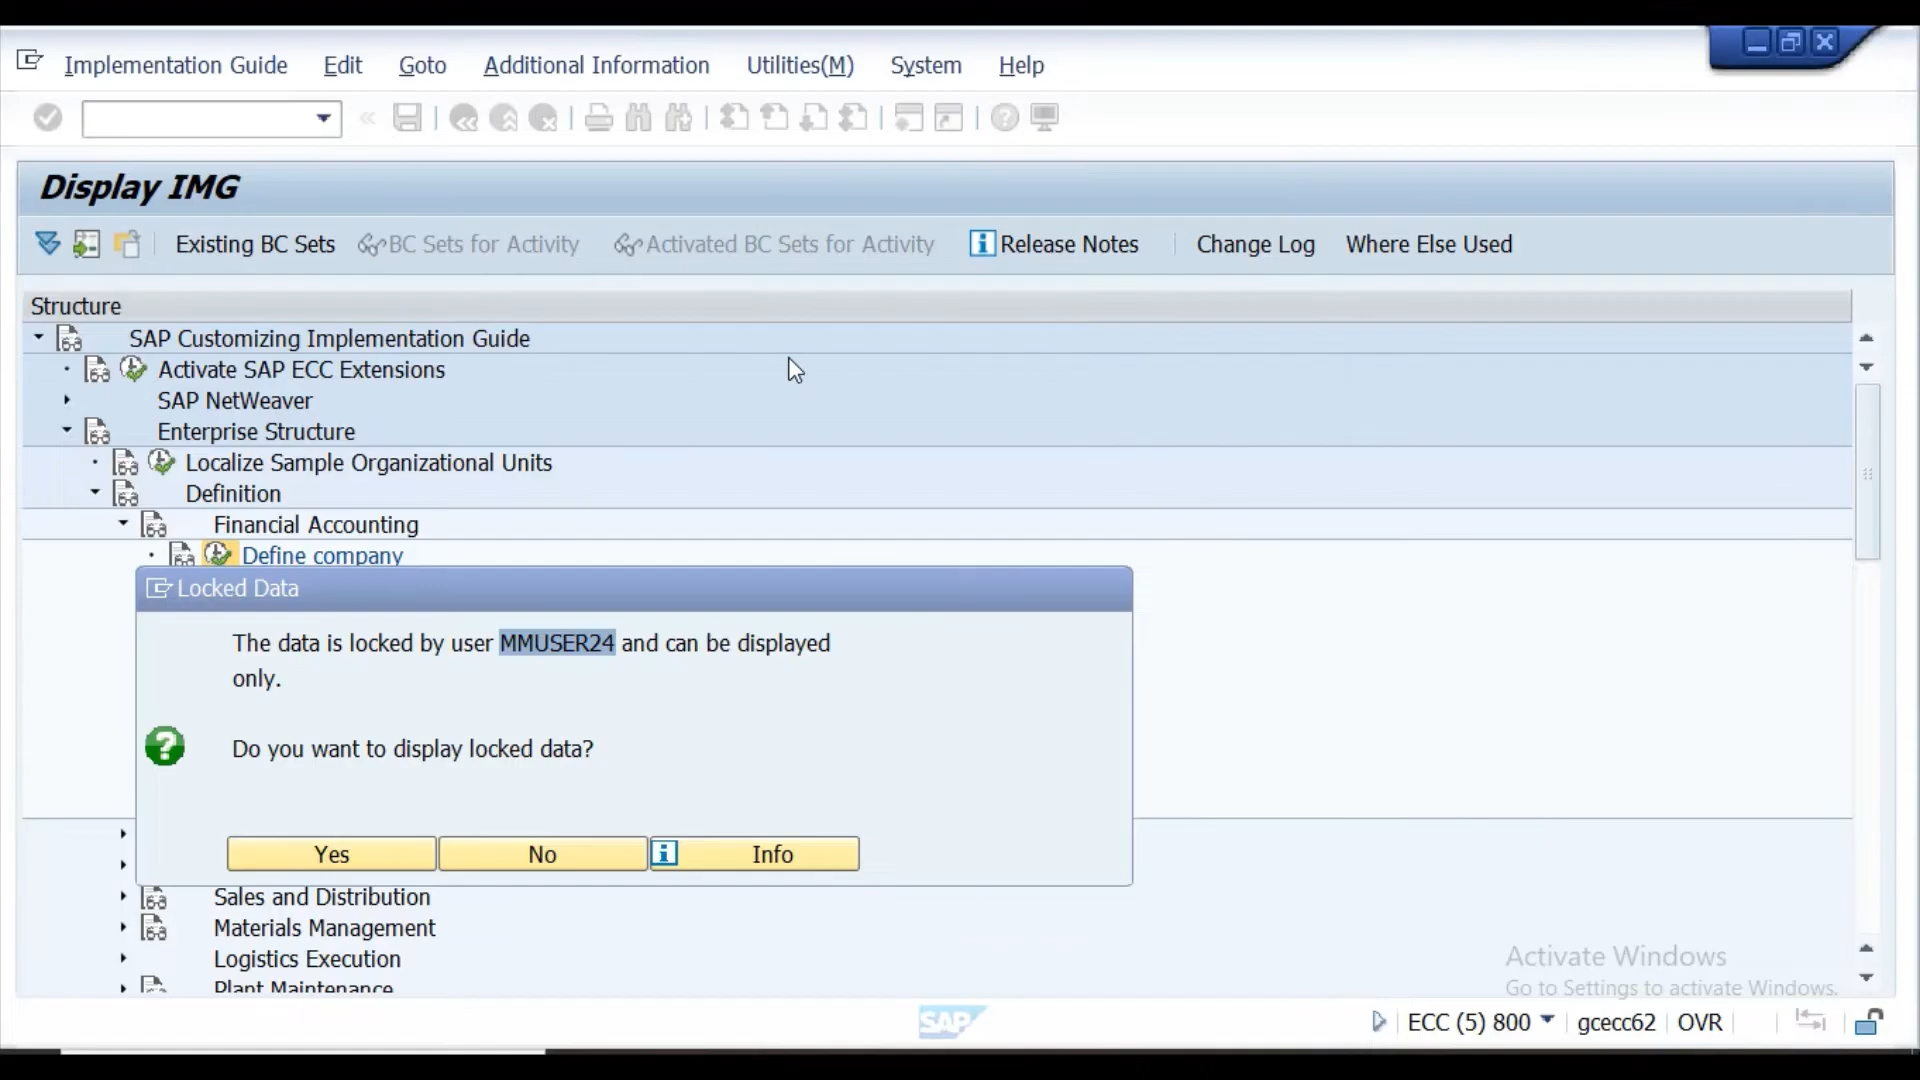 Implementation Guide Edit Goto Additional Information Utilities(M) System Help
Display IMG
Existing BC Sets BC Sets for Activity Activated BC Sets for Activity Release Notes Change Log Where Else Used
Structure
SAP Customizing Implementation Guide
Activate SAP ECC Extensions
SAP NetWeaver
Enterprise Structure
Localize Sample Organizational Units
Definition
Financial Accounting
Define company
Locked Data
The data is locked by user MMUSER24 and can be displayed
only.
Do you want to display locked data?
Yes No Info
Sales and Distribution
Materials Management
Logistics Execution
Plant Maintenance
Activate Windows
Go to Settings to activate Windows.
SAP
ECC (5) 800 gcecc62 OVR